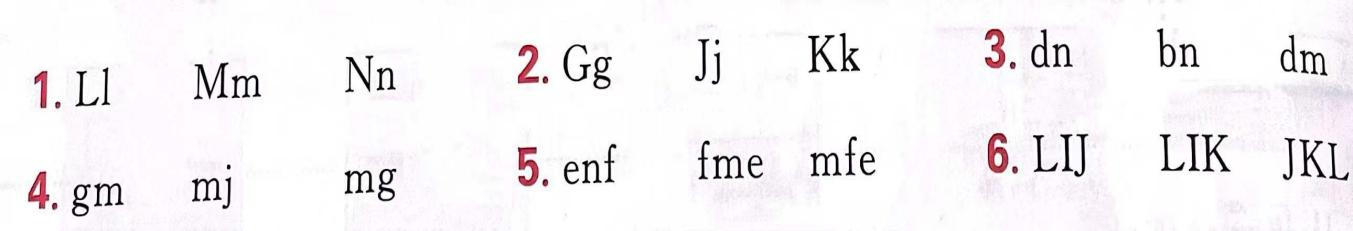 1. Ll Mm Nn 2. Gg Jj Kk 3. dn bn dm
4. gm mj mg 5. enf fme mfe 6. LIJ LIK JKL